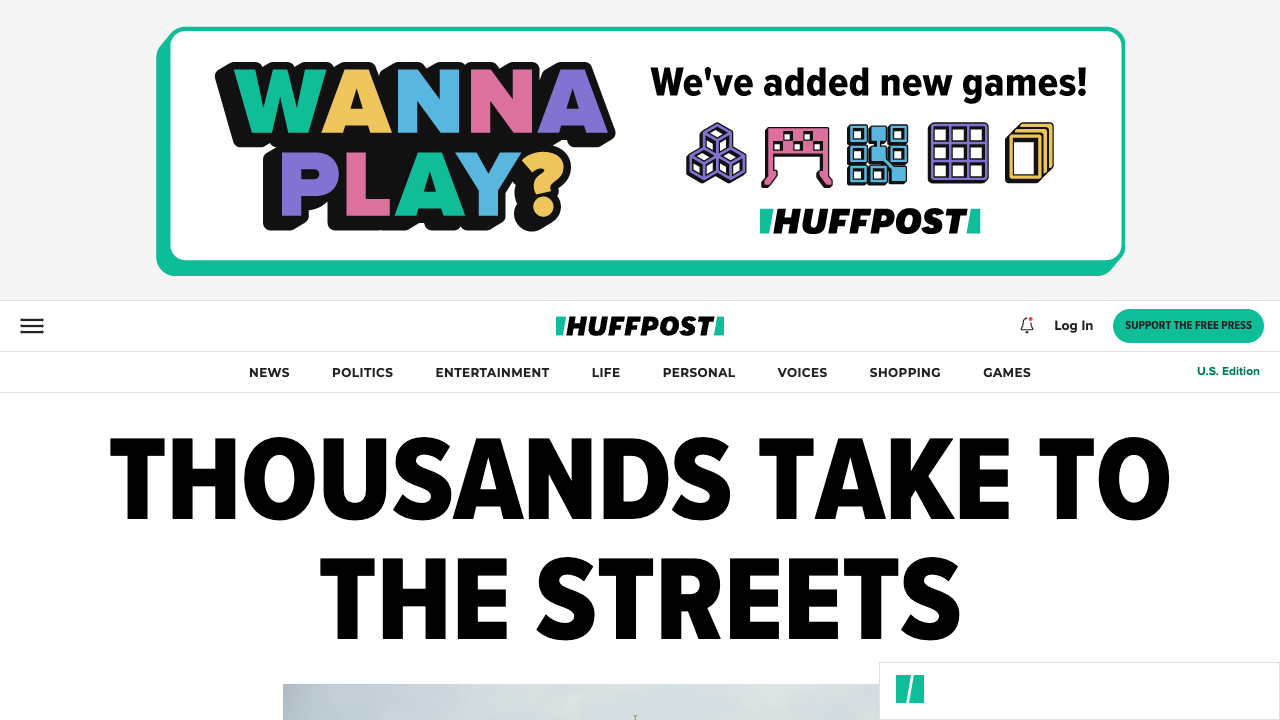 WANNA
PLAY?
We've added new games!
HUFFPOST
HUFFPOST
Log In
SUPPORT THE FREE PRESS
NEWS
POLITICS
ENTERTAINMENT
LIFE
PERSONAL
VOICES
SHOPPING
GAMES
U.S. Edition
THOUSANDS TAKE TO
THE STREETS